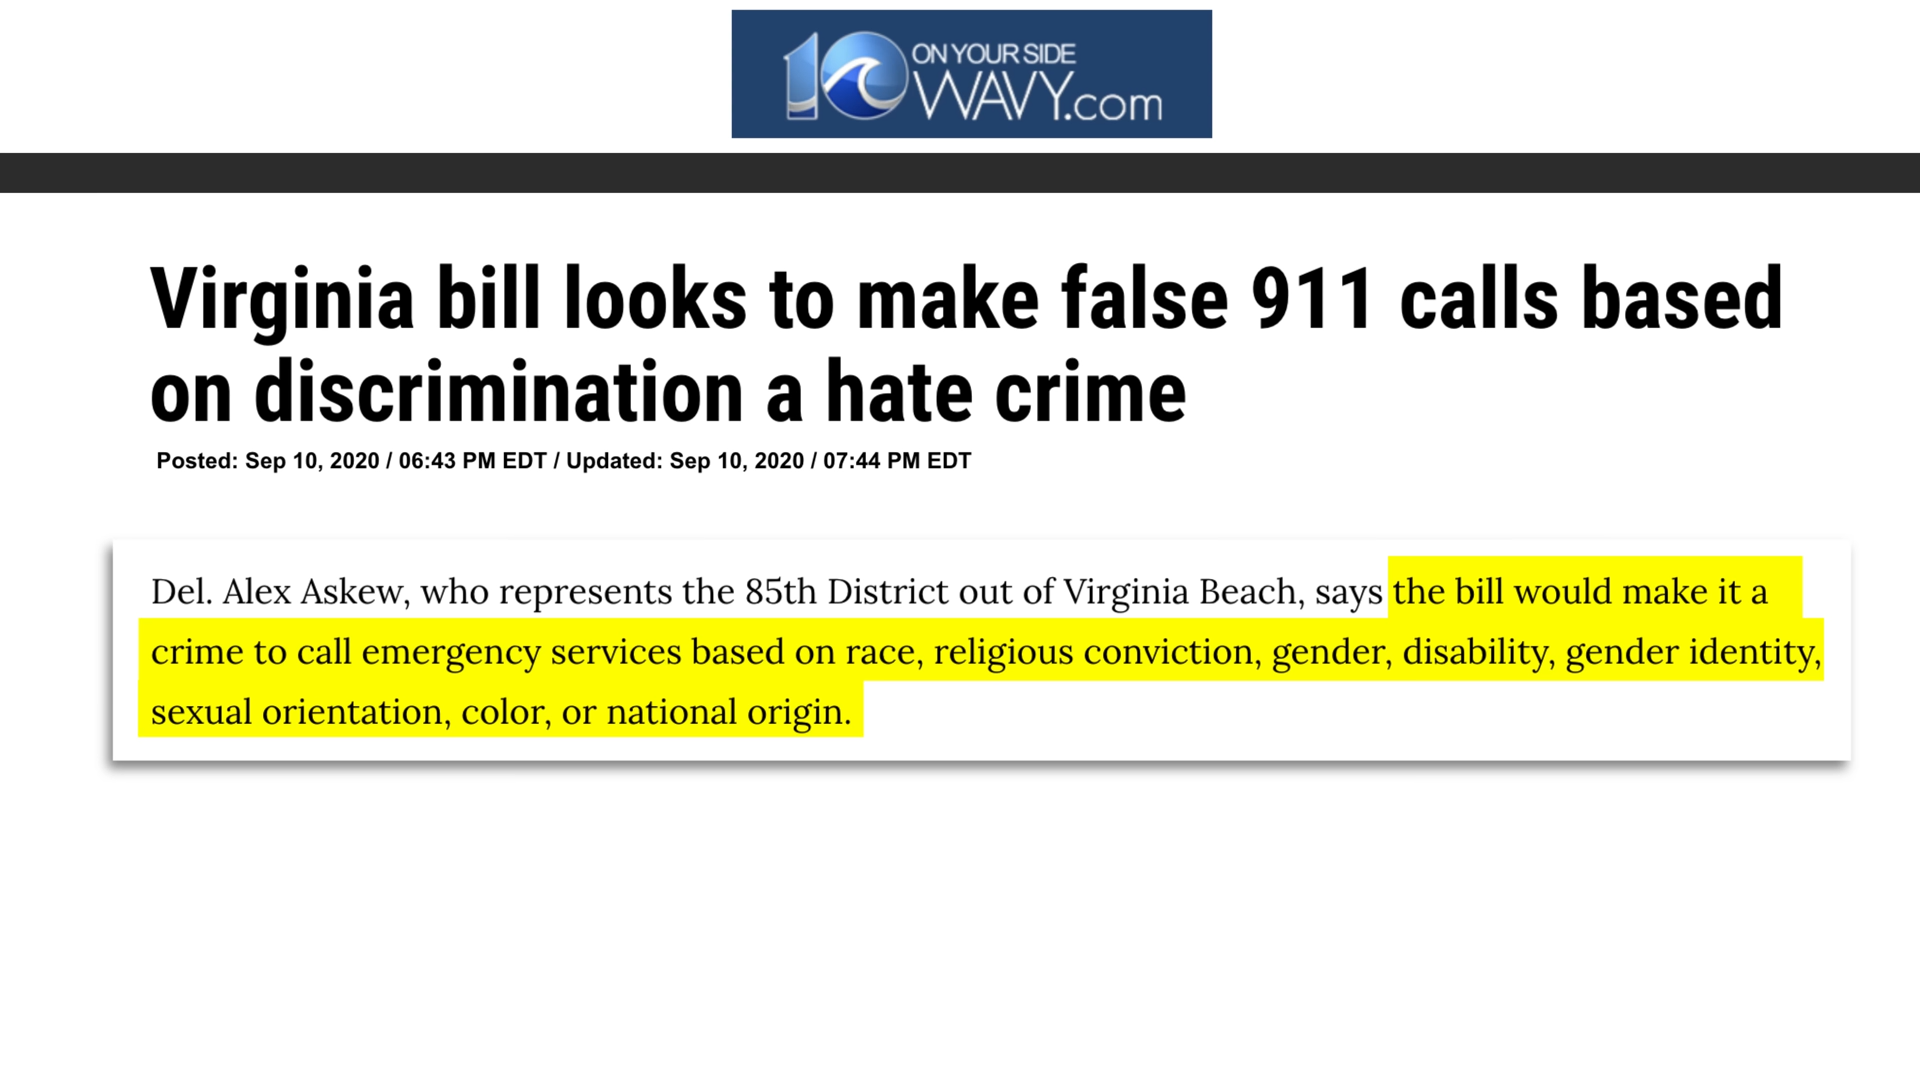 10 ON YOUR SIDE
WAVY.com
Virginia bill looks to make false 911 calls based
on discrimination a hate crime
Posted: Sep 10, 2020 / 06:43 PM EDT / Updated: Sep 10, 2020 / 07:44 PM EDT
Del. Alex Askew, who represents the 85th District out of Virginia Beach, says the bill would make it a
crime to call emergency services based on race, religious conviction, gender, disability, gender identity,
sexual orientation, color, or national origin.